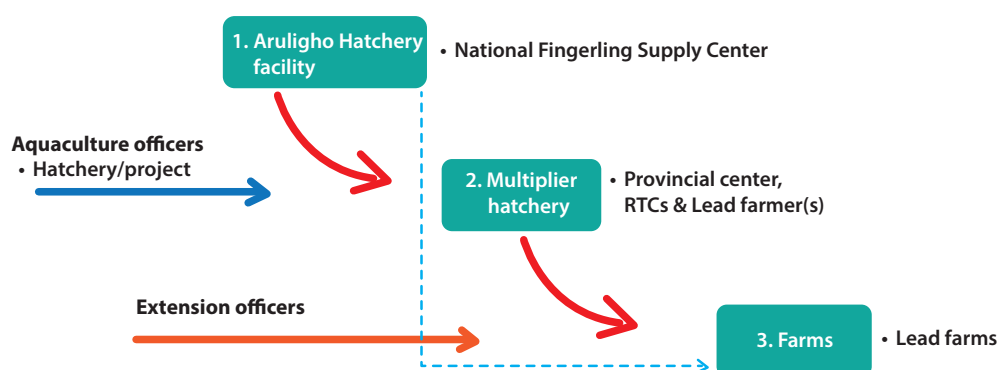 1. Aruligho Hatchery
facility
• National Fingerling Supply Center
Aquaculture officers
• Hatchery/project
2. Multiplier
hatchery
• Provincial center,
RTCs & Lead farmer(s)
Extension officers
3. Farms
• Lead farms